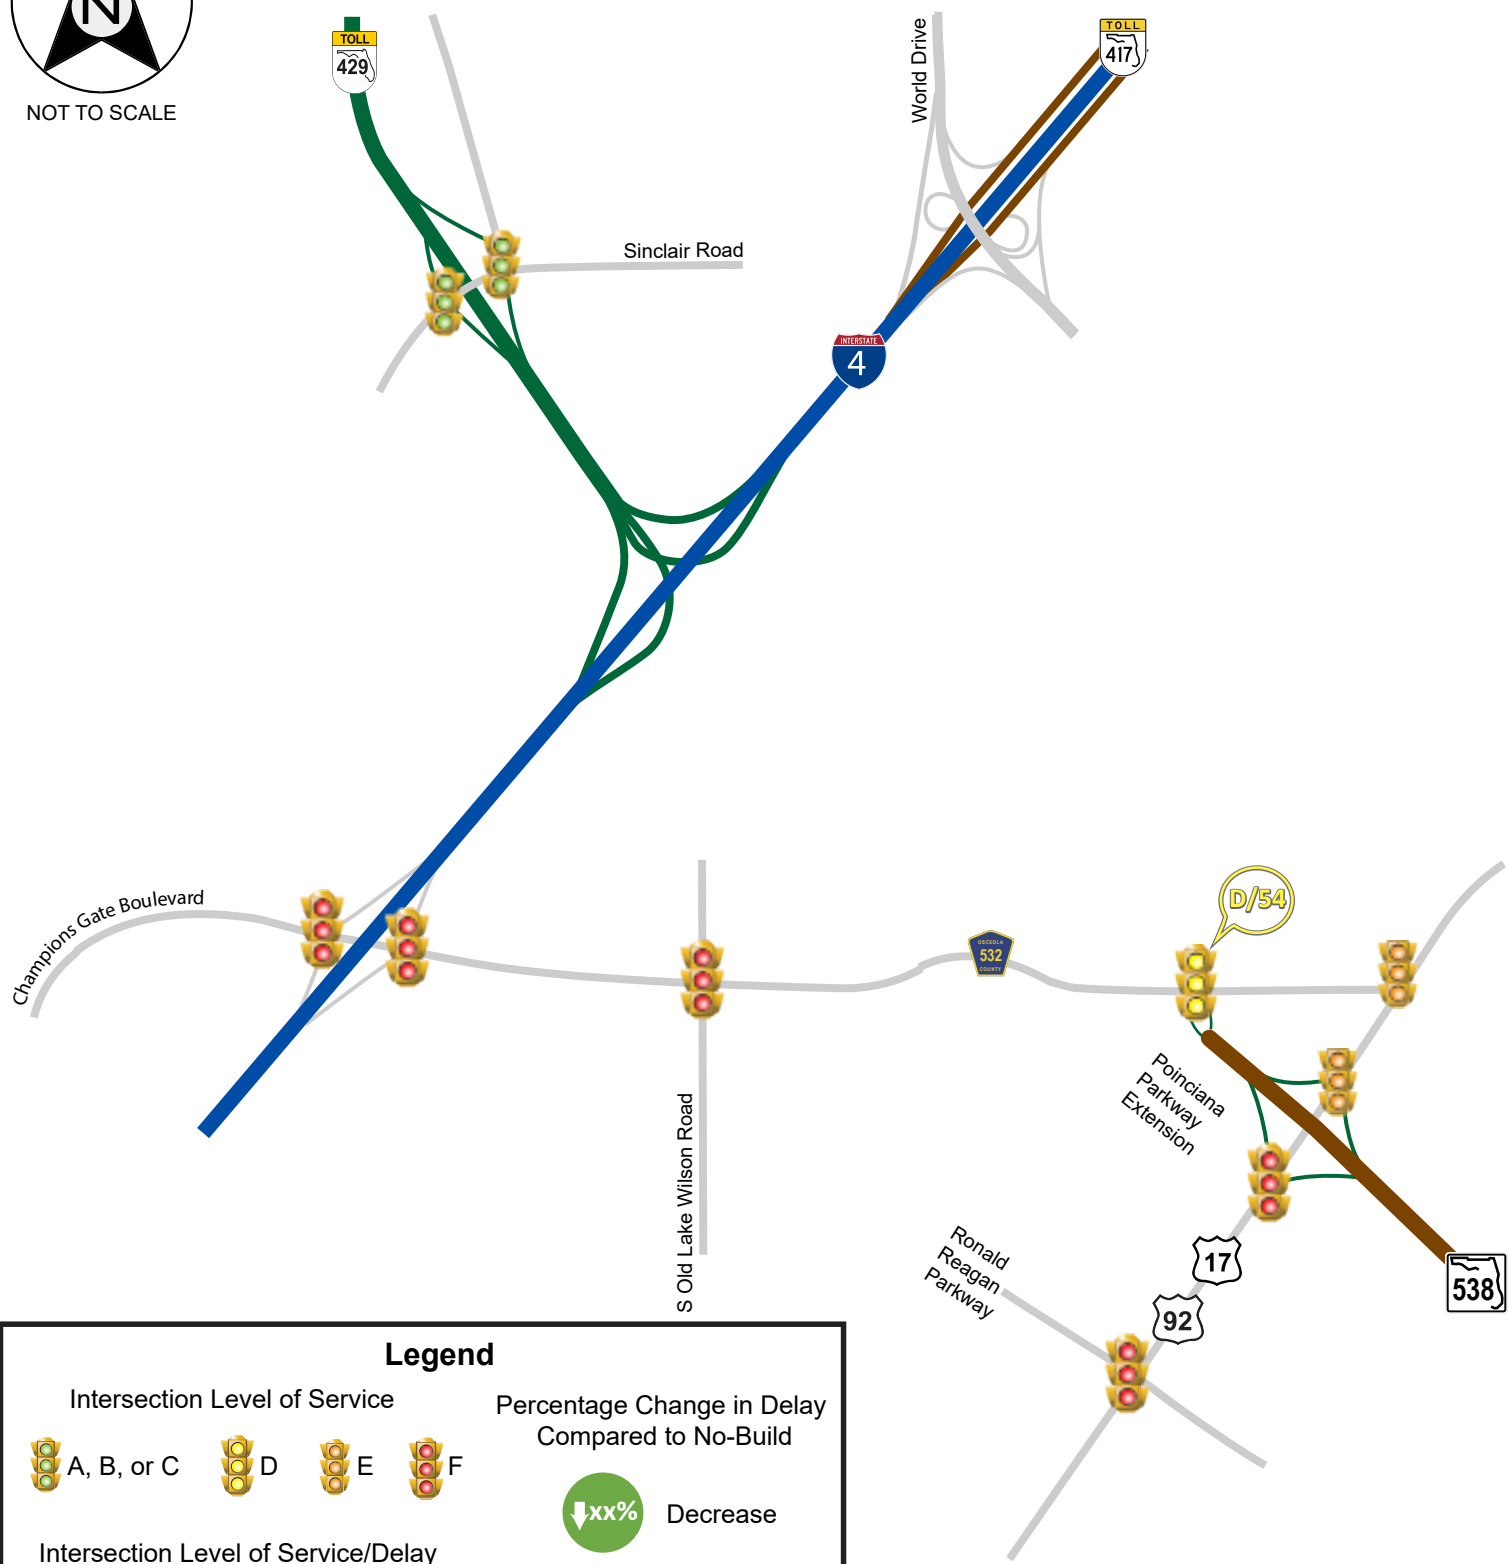 N
NOT TO SCALE
TOLL
429
World Drive
TOLL
417
Sinclair Road
INTERSTATE
4
Champions Gate Boulevard
OSCEOLA
532
COUNTY
D/54
Poinciana
Parkway
Extension
S Old Lake Wilson Road
Ronald
Reagan
Parkway
17
92
538
Legend
Intersection Level of Service
A, B, or C
D
E
F
Percentage Change in Delay
Compared to No-Build
xx%
Decrease
Intersection Level of Service/Delay